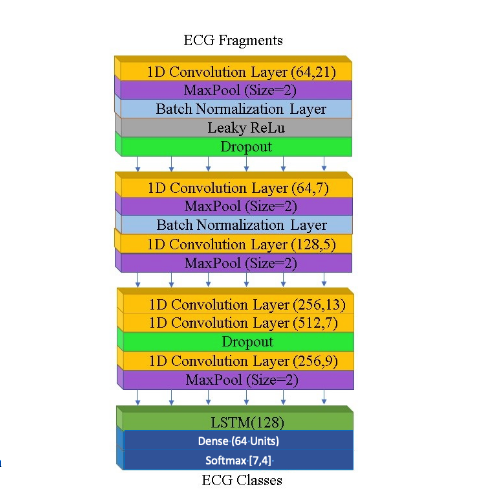 ECG Fragments
1D Convolution Layer (64,21)
MaxPool (Size=2)
Batch Normalization Layer
Leaky ReLu
Dropout
1D Convolution Layer (64,7)
MaxPool (Size=2)
Batch Normalization Layer
1D Convolution Layer (128,5)
MaxPool (Size=2)
1D Convolution Layer (256,13)
1D Convolution Layer (512,7)
Dropout
1D Convolution Layer (256,9)
MaxPool (Size=2)
LSTM(128)
Dense (64 Units)
Softmax [7,4]
ECG Classes